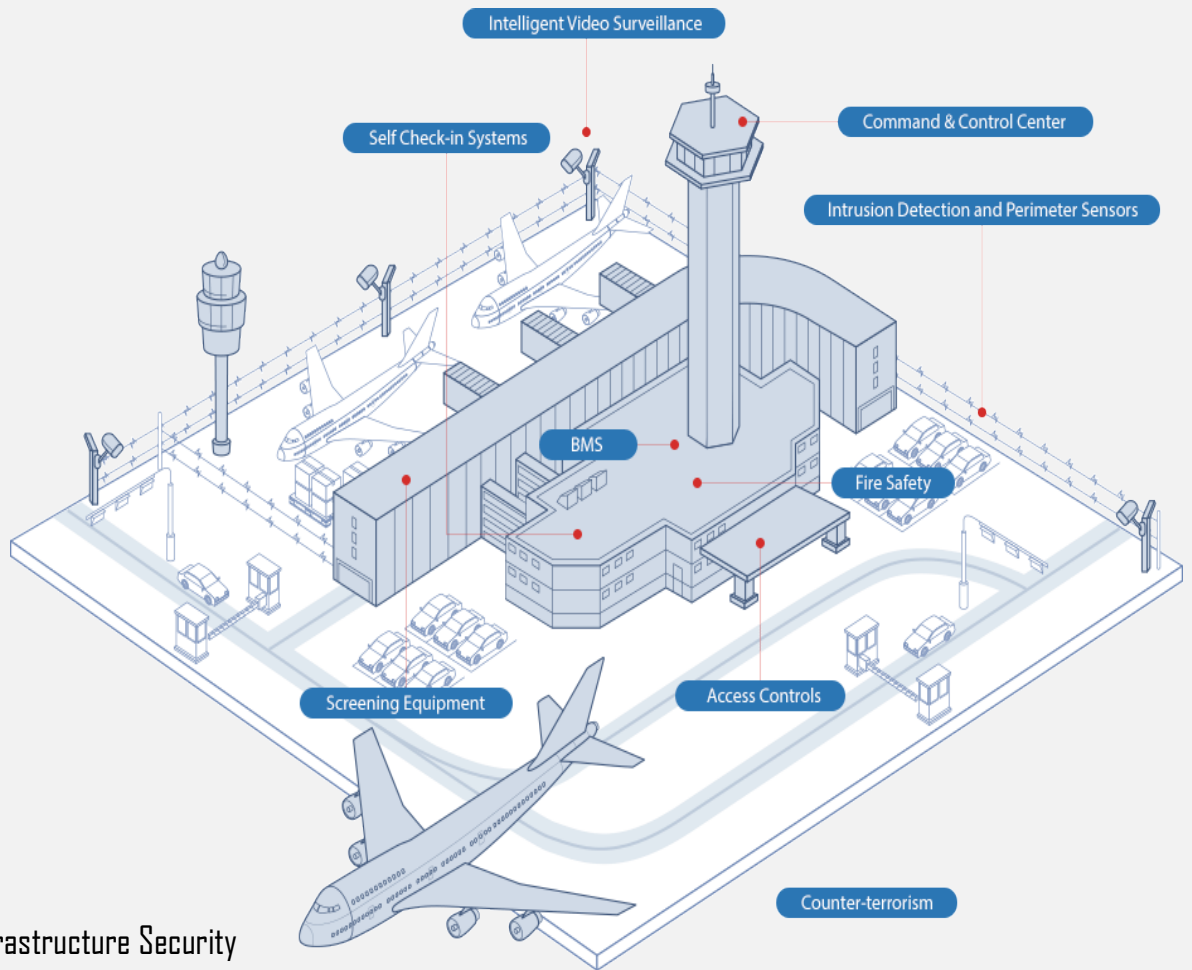 Intelligent Video Surveillance
Command & Control Center
Self Check-in Systems
Intrusion Detection and Perimeter Sensors
BMS
Fire Safety
Screening Equipment
Access Controls
Counter-terrorism
rastructure Security